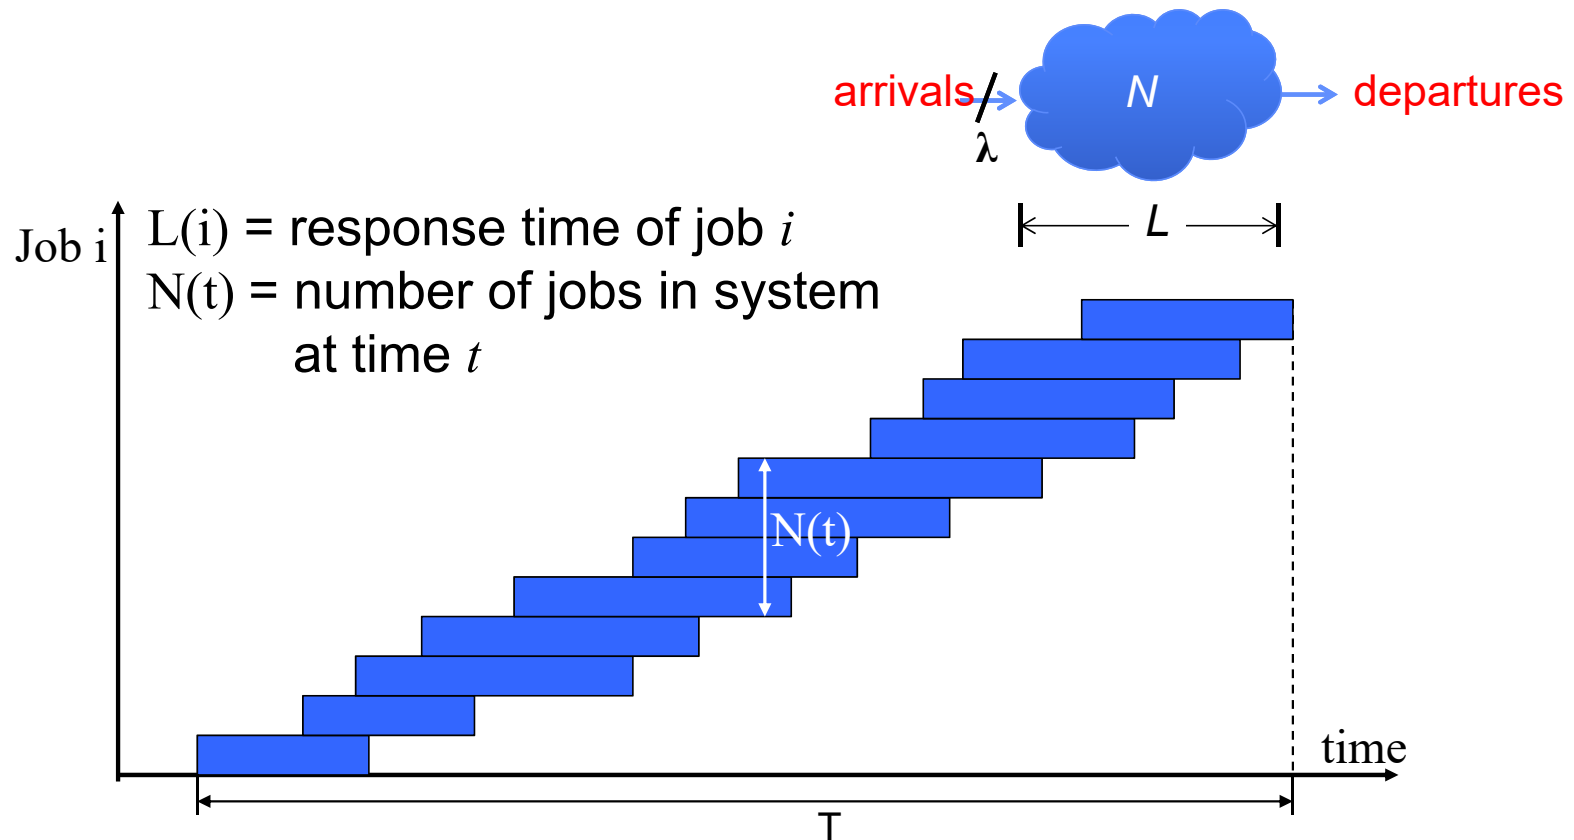 arrivals
N
departures
λ
L
Job i
L(i) = response time of job i
N(t) = number of jobs in system
at time t
N(t)
time
T